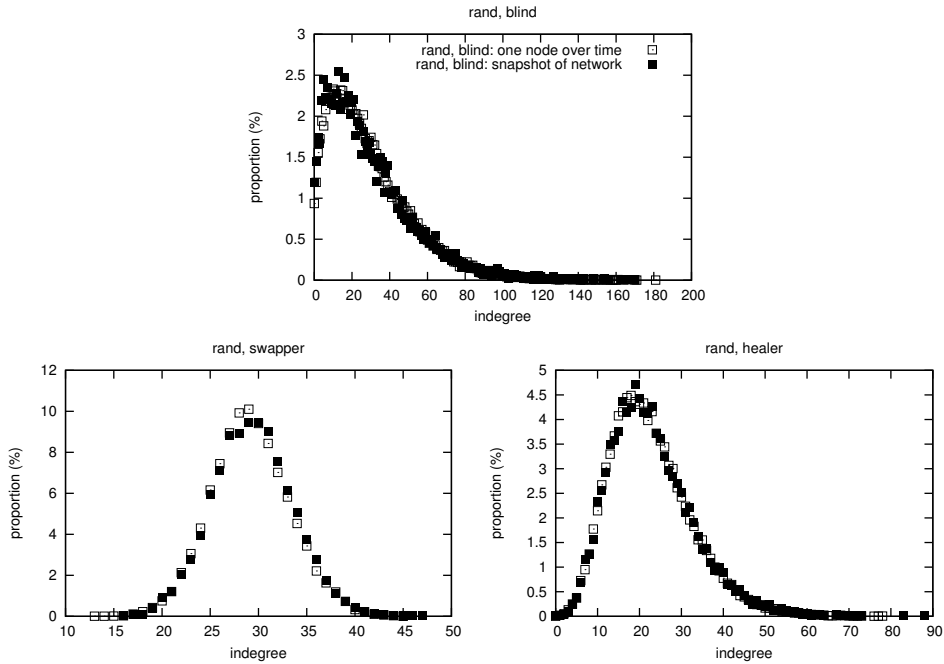 rand, blind
3
2.5
2
1.5
1
0.5
0
proportion (%)
rand, blind: one node over time
rand, blind: snapshot of network
0 20 40 60 80 100 120 140 160 180 200
indegree
rand, swapper
12
10
8
6
4
2
0
proportion (%)
10 15 20 25 30 35 40 45 50
indegree
rand, healer
5
4.5
4
3.5
3
2.5
2
1.5
1
0.5
0
proportion (%)
0 10 20 30 40 50 60 70 80 90
indegree